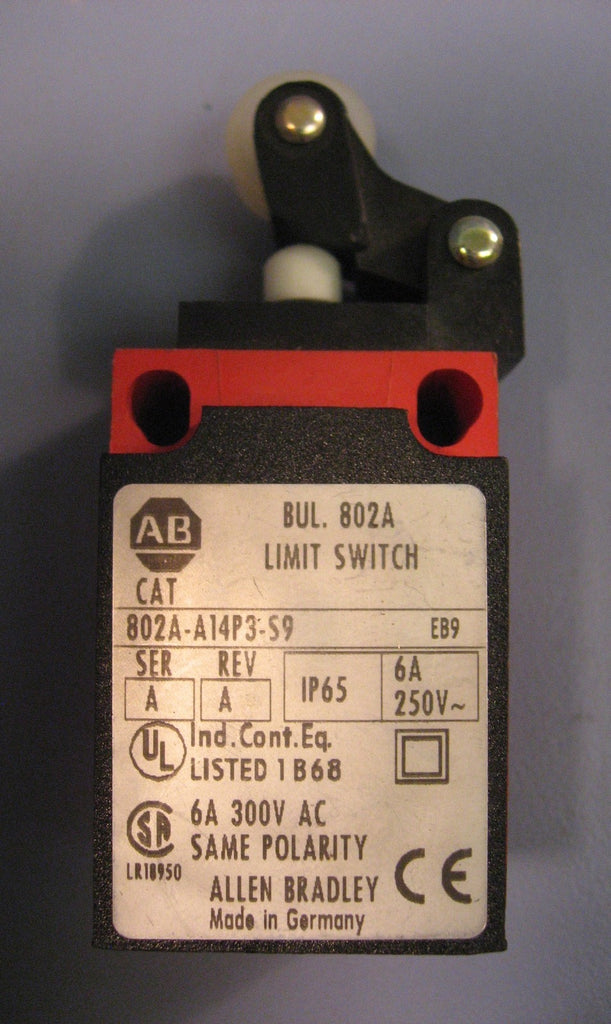 AB
BUL. 802A
LIMIT SWITCH
CAT
802A-A14P3-S9 EB9
SER REV
A A
IP65
6A
250V~
UL
Ind.Cont.Eq.
LISTED 1B68
SA
LR18950
6A 300V AC
SAME POLARITY
ALLEN BRADLEY
Made in Germany
CE